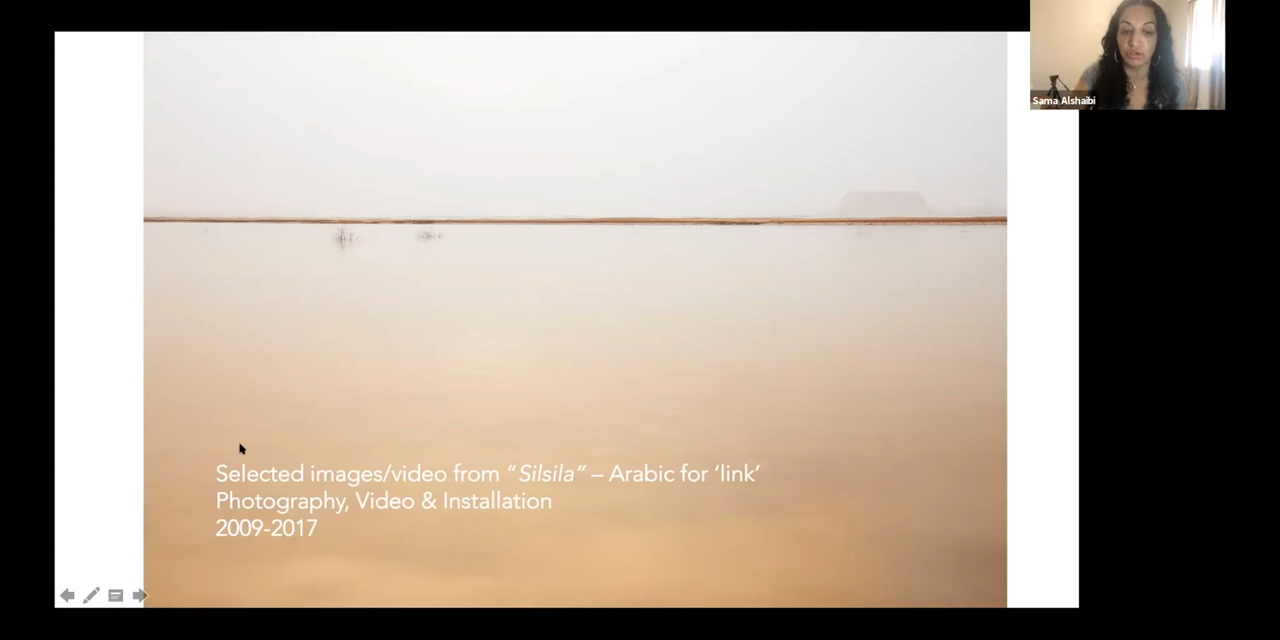 Sama Alshaibi
Selected images/video from “Silsila” – Arabic for ‘link’
Photography, Video & Installation
2009-2017